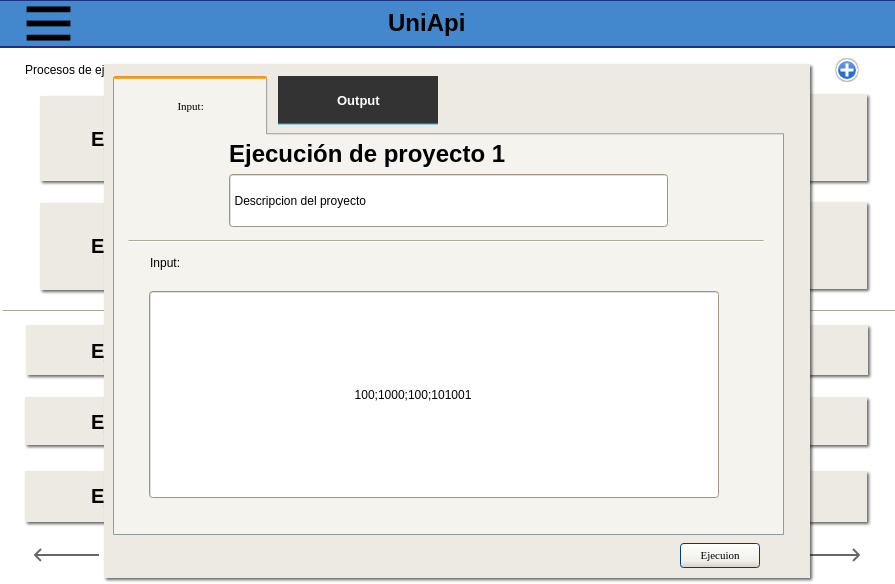 UniApi
Procesos de ej
Input:
Output
E
Ejecución de proyecto 1
Descripcion del proyecto
E
Input:
E
100;1000;100;101001
E
E
Ejecuion